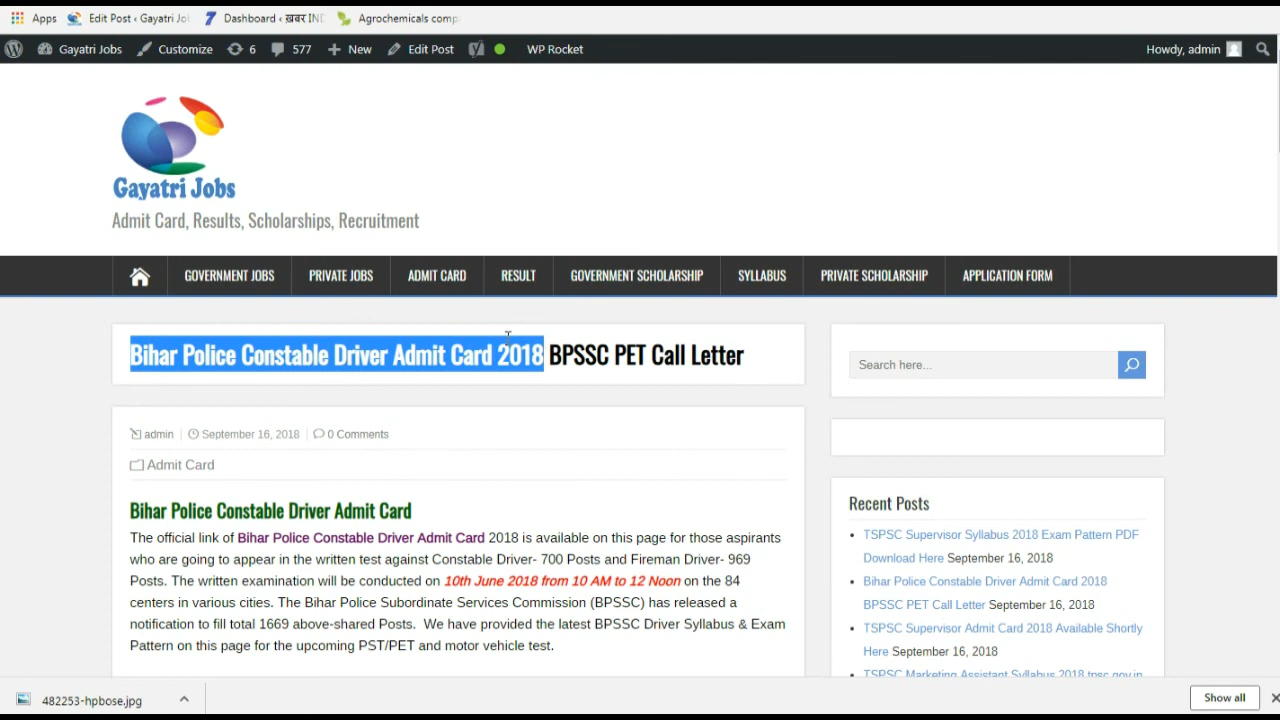 Apps Edit Post ‹ Gayatri Jo Dashboard ‹ ख़बर IND Agrochemicals comp
Gayatri Jobs Customize 6 577 New Edit Post WP Rocket Howdy, admin
Gayatri Jobs
Admit Card, Results, Scholarships, Recruitment
GOVERNMENT JOBS PRIVATE JOBS ADMIT CARD RESULT GOVERNMENT SCHOLARSHIP SYLLABUS PRIVATE SCHOLARSHIP APPLICATION FORM
Bihar Police Constable Driver Admit Card 2018 BPSSC PET Call Letter
admin September 16, 2018 0 Comments
Admit Card
Bihar Police Constable Driver Admit Card
The official link of Bihar Police Constable Driver Admit Card 2018 is available on this page for those aspirants
who are going to appear in the written test against Constable Driver- 700 Posts and Fireman Driver- 969
Posts. The written examination will be conducted on 10th June 2018 from 10 AM to 12 Noon on the 84
centers in various cities. The Bihar Police Subordinate Services Commission (BPSSC) has released a
notification to fill total 1669 above-shared Posts. We have provided the latest BPSSC Driver Syllabus & Exam
Pattern on this page for the upcoming PST/PET and motor vehicle test.
Search here...
Recent Posts
TSPSC Supervisor Syllabus 2018 Exam Pattern PDF
Download Here September 16, 2018
Bihar Police Constable Driver Admit Card 2018
BPSSC PET Call Letter September 16, 2018
TSPSC Supervisor Admit Card 2018 Available Shortly
Here September 16, 2018
TSPSC Marketing Assistant Syllabus 2018 tnsc.gov.in
482253-hpbose.jpg Show all